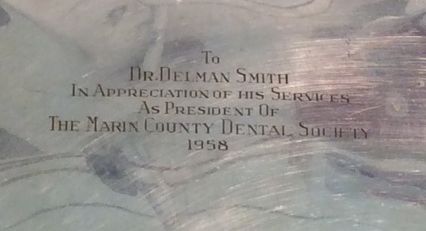 To
Dr. Delman Smith
In Appreciation of his Services
As President Of
The Marin County Dental Society
1958